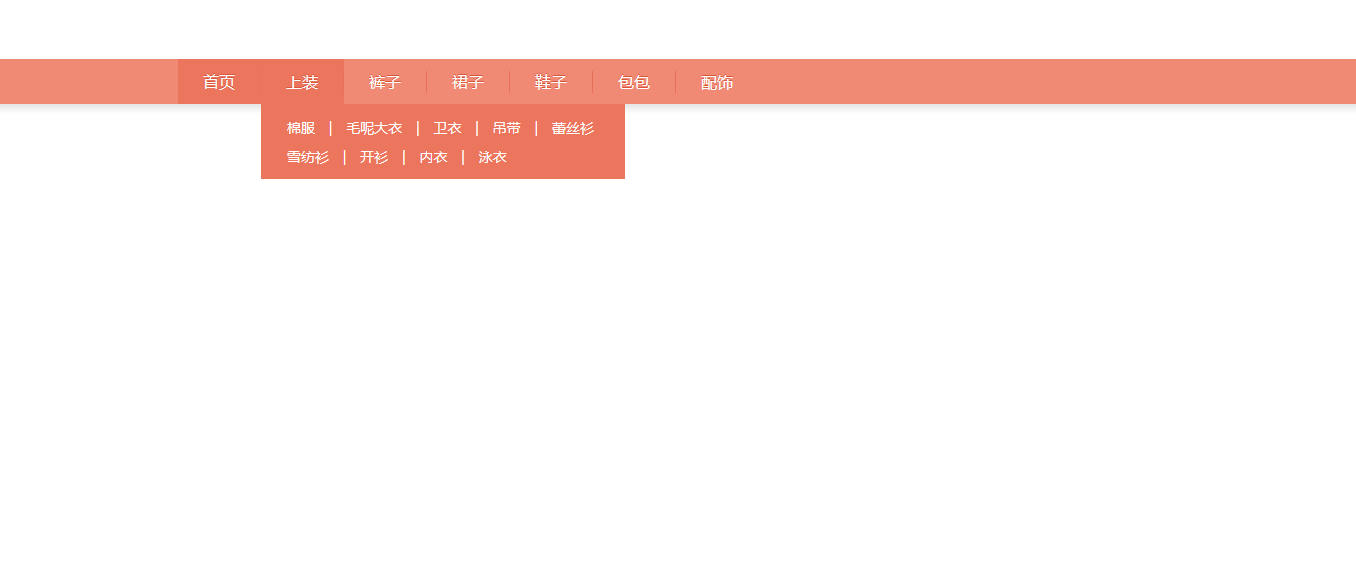 首页 上装 裤子 裙子 鞋子 包包 配饰
棉服 | 毛呢大衣 | 卫衣 | 吊带 | 蕾丝衫
雪纺衫 | 开衫 | 内衣 | 泳衣